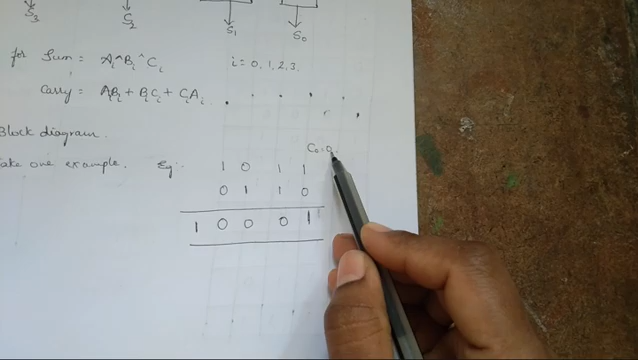 S₃ S₂ S₁ S₀
for Sum = Aᵢ^Bᵢ^Cᵢ i = 0, 1, 2, 3.
Carry = AᵢBᵢ + BᵢCᵢ + CᵢAᵢ.
Block diagram.
C₀ = 0.
Take one example. Eg:- 1 0 1 1
0 1 1 0
1 0 0 0 1